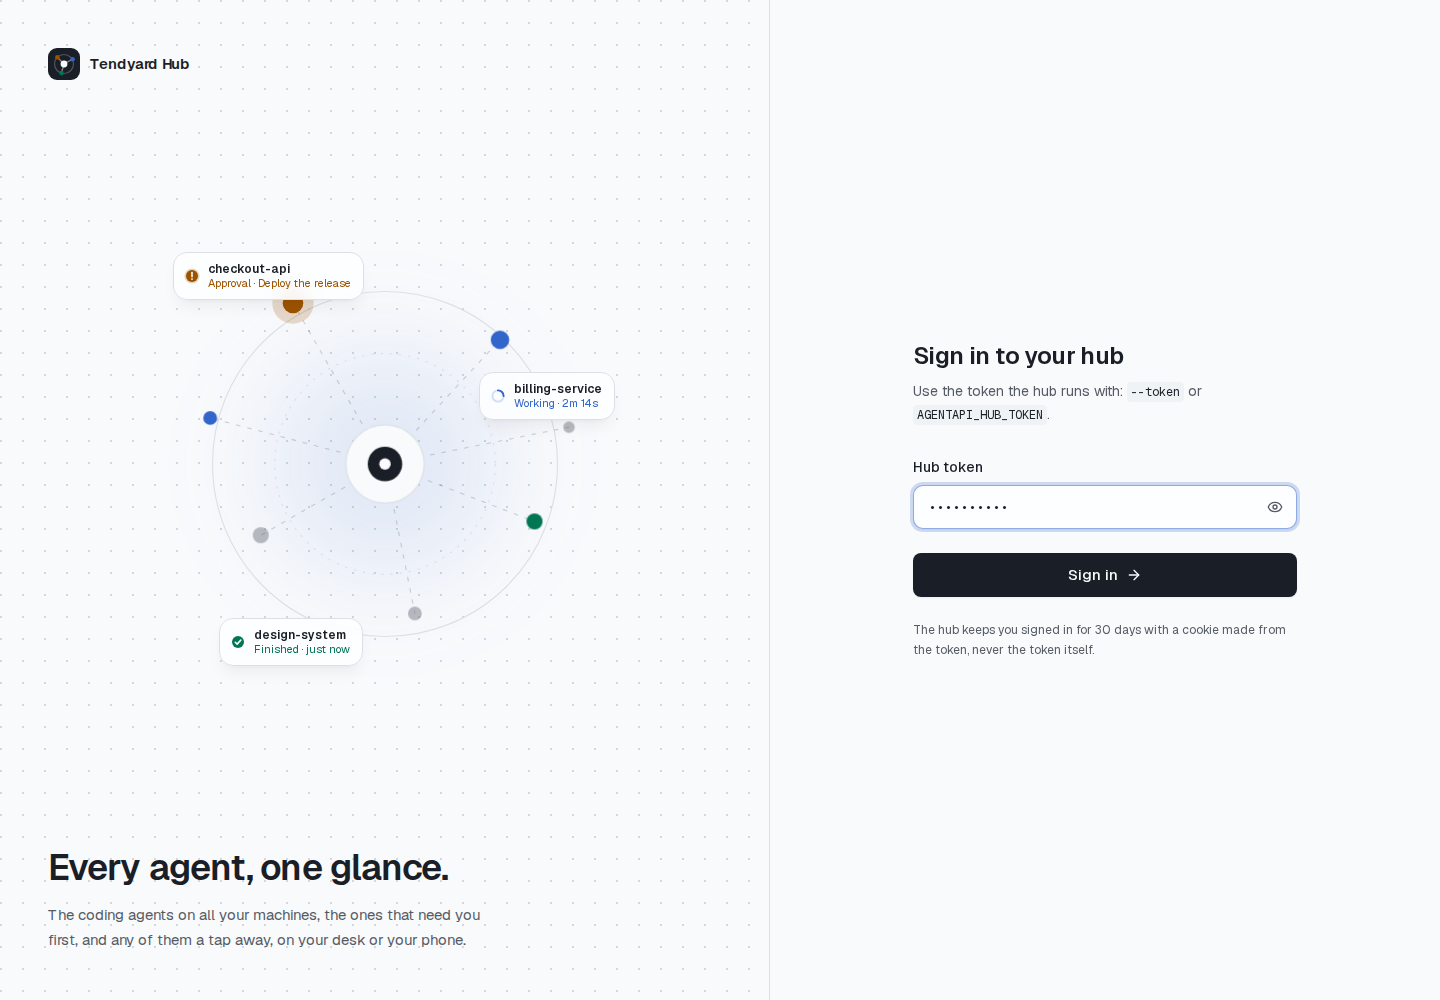 Tendyard Hub
checkout-api
Approval · Deploy the release
billing-service
Working · 2m 14s
design-system
Finished · just now
Every agent, one glance.
The coding agents on all your machines, the ones that need you
first, and any of them a tap away, on your desk or your phone.
Sign in to your hub
Use the token the hub runs with: --token or
AGENTAPI_HUB_TOKEN.
Hub token
••••••••••
Sign in →
The hub keeps you signed in for 30 days with a cookie made from
the token, never the token itself.